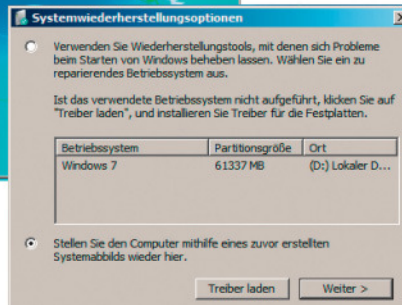 Systemwiederherstellungsoptionen
Verwenden Sie Wiederherstellungstools, mit denen sich Probleme
beim Starten von Windows beheben lassen. Wählen Sie ein zu
reparierendes Betriebssystem aus.
Ist das verwendete Betriebssystem nicht aufgeführt, klicken Sie auf
"Treiber laden", und installieren Sie Treiber für die Festplatten.
Betriebssystem Partitionsgröße Ort
Windows 7 61337 MB (D:) Lokaler D...
Stellen Sie den Computer mithilfe eines zuvor erstellten
Systemabbilds wieder her.
Treiber laden Weiter >